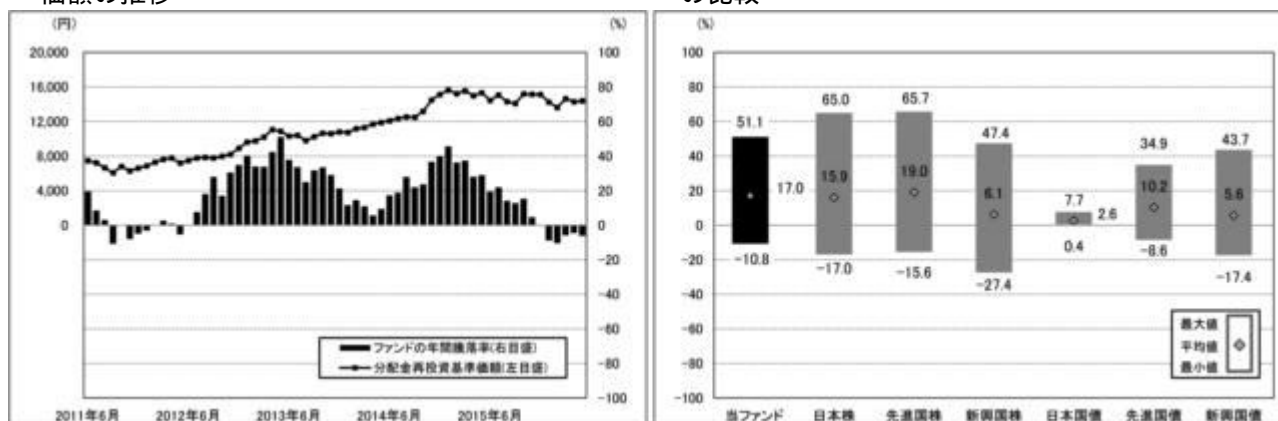 価額の推移
の比較
(円)
(%)
20,000
16,000
12,000
8,000
4,000
0
100
80
60
40
20
0
-20
-40
-60
-80
-100
ファンドの年間騰落率(右目盛)
分配金再投資基準価額(左目盛)
2011年6月
2012年6月
2013年6月
2014年6月
2015年6月
(%)
100
80
60
40
20
0
-20
-40
-60
-80
-100
51.1
17.0
-10.8
65.0
15.9
-17.0
65.7
19.0
-15.6
47.4
6.1
-27.4
7.7
2.6
0.4
34.9
10.2
-8.6
43.7
5.6
-17.4
最大値
平均値
最小値
当ファンド
日本株
先進国株
新興国株
日本国債
先進国債
新興国債